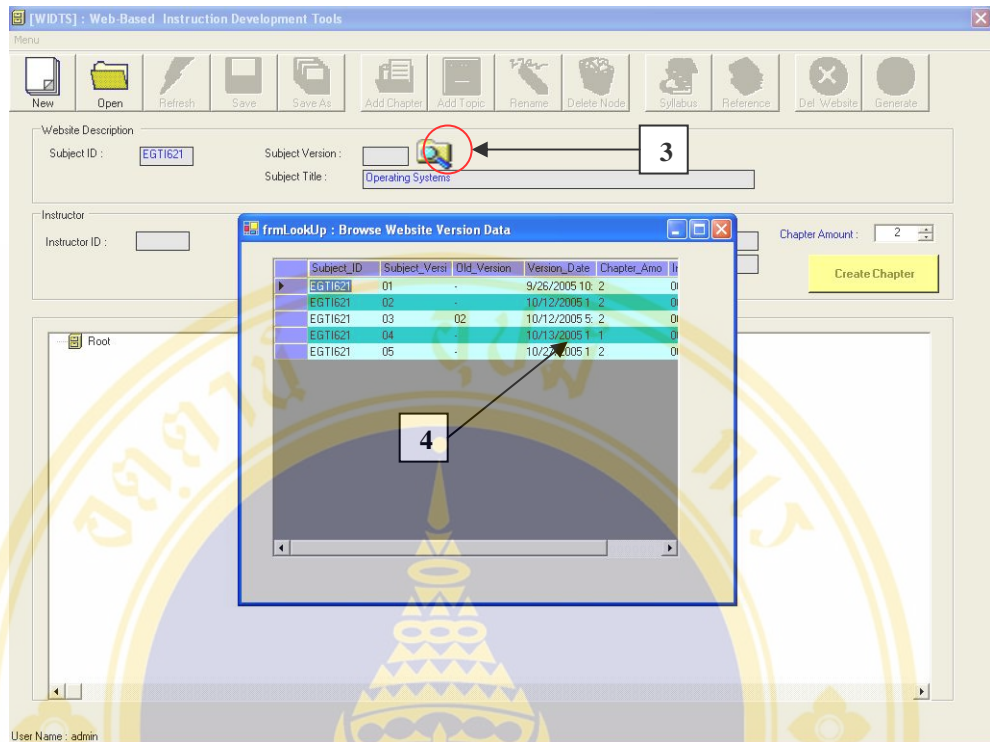 [WIDTS] : Web-Based Instruction Development Tools
Menu
New Open Refresh Save Save As Add Chapter Add Topic Rename Delete Node Syllabus Reference Del Website Generate
Website Description
Subject ID : EGTI621 Subject Version :
3
Subject Title : Operating Systems
Instructor
Instructor ID :
Chapter Amount : 2
Create Chapter
frmLookUp : Browse Website Version Data
Subject_ID Subject_Versi Old_Version Version_Date Chapter_Amo
EGTI621 01 - 9/26/2005 10: 2
EGTI621 02 - 10/12/2005 1 2
EGTI621 03 02 10/12/2005 5: 2
EGTI621 04 - 10/13/2005 1 1
EGTI621 05 - 10/27/2005 1 2
4
Root
User Name : admin